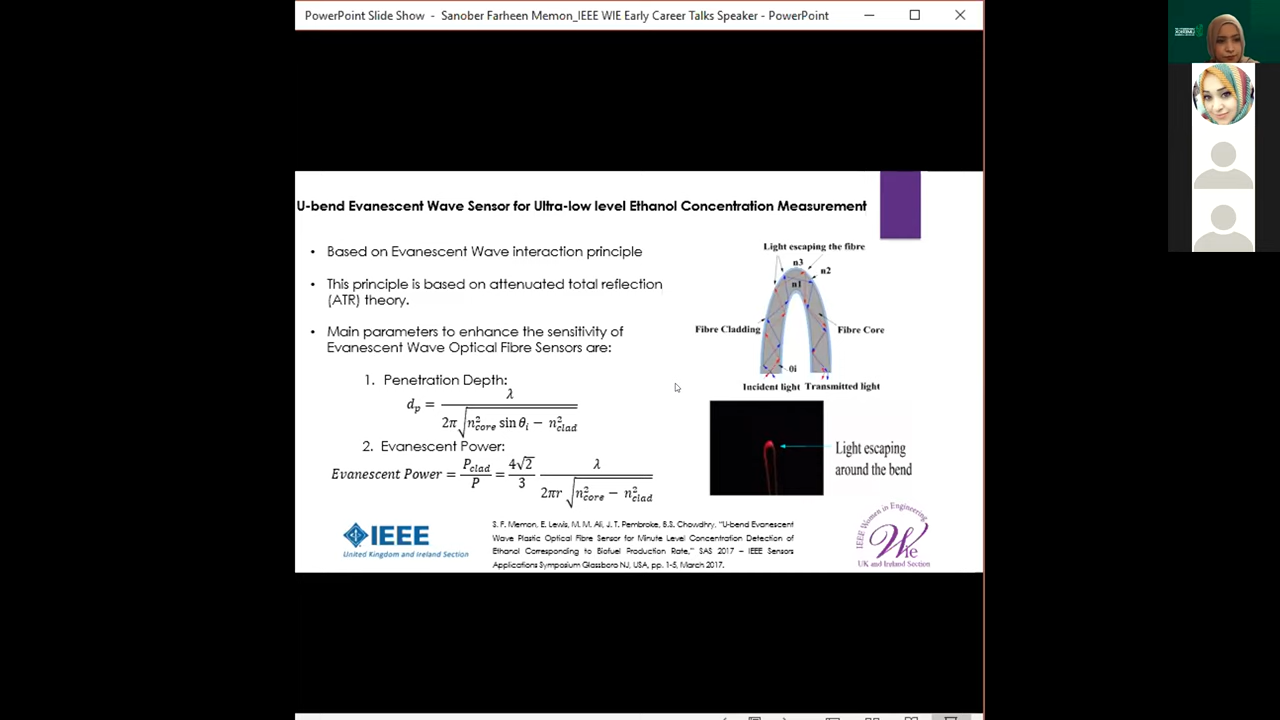 PowerPoint Slide Show - Sanober Farheen Memon_IEEE WIE Early Career Talks Speaker - PowerPoint
U-bend Evanescent Wave Sensor for Ultra-low level Ethanol Concentration Measurement
• Based on Evanescent Wave interaction principle
• This principle is based on attenuated total reflection
(ATR) theory.
• Main parameters to enhance the sensitivity of
Evanescent Wave Optical Fibre Sensors are:
1. Penetration Depth:
d_p = λ / (2π √(n²_core sin θ_i − n²_clad))
2. Evanescent Power:
Evanescent Power = P_clad / P = (4√2 / 3) λ / (2πr √(n²_core − n²_clad))
Light escaping the fibre
n3
n2
n1
Fibre Cladding
Fibre Core
θi
Incident light
Transmitted light
Light escaping
around the bend
IEEE
United Kingdom and Ireland Section
S. F. Memon, E. Lewis, M. M. Ali, J. T. Pembroke, B.S. Chowdhry, "U-bend Evanescent
Wave Plastic Optical Fibre Sensor for Minute Level Concentration Detection of
Ethanol Corresponding to Biofuel Production Rate," SAS 2017 – IEEE Sensors
Applications Symposium Glassboro NJ, USA, pp. 1-5, March 2017.
IEEE Women in Engineering
Wie
UK and Ireland Section